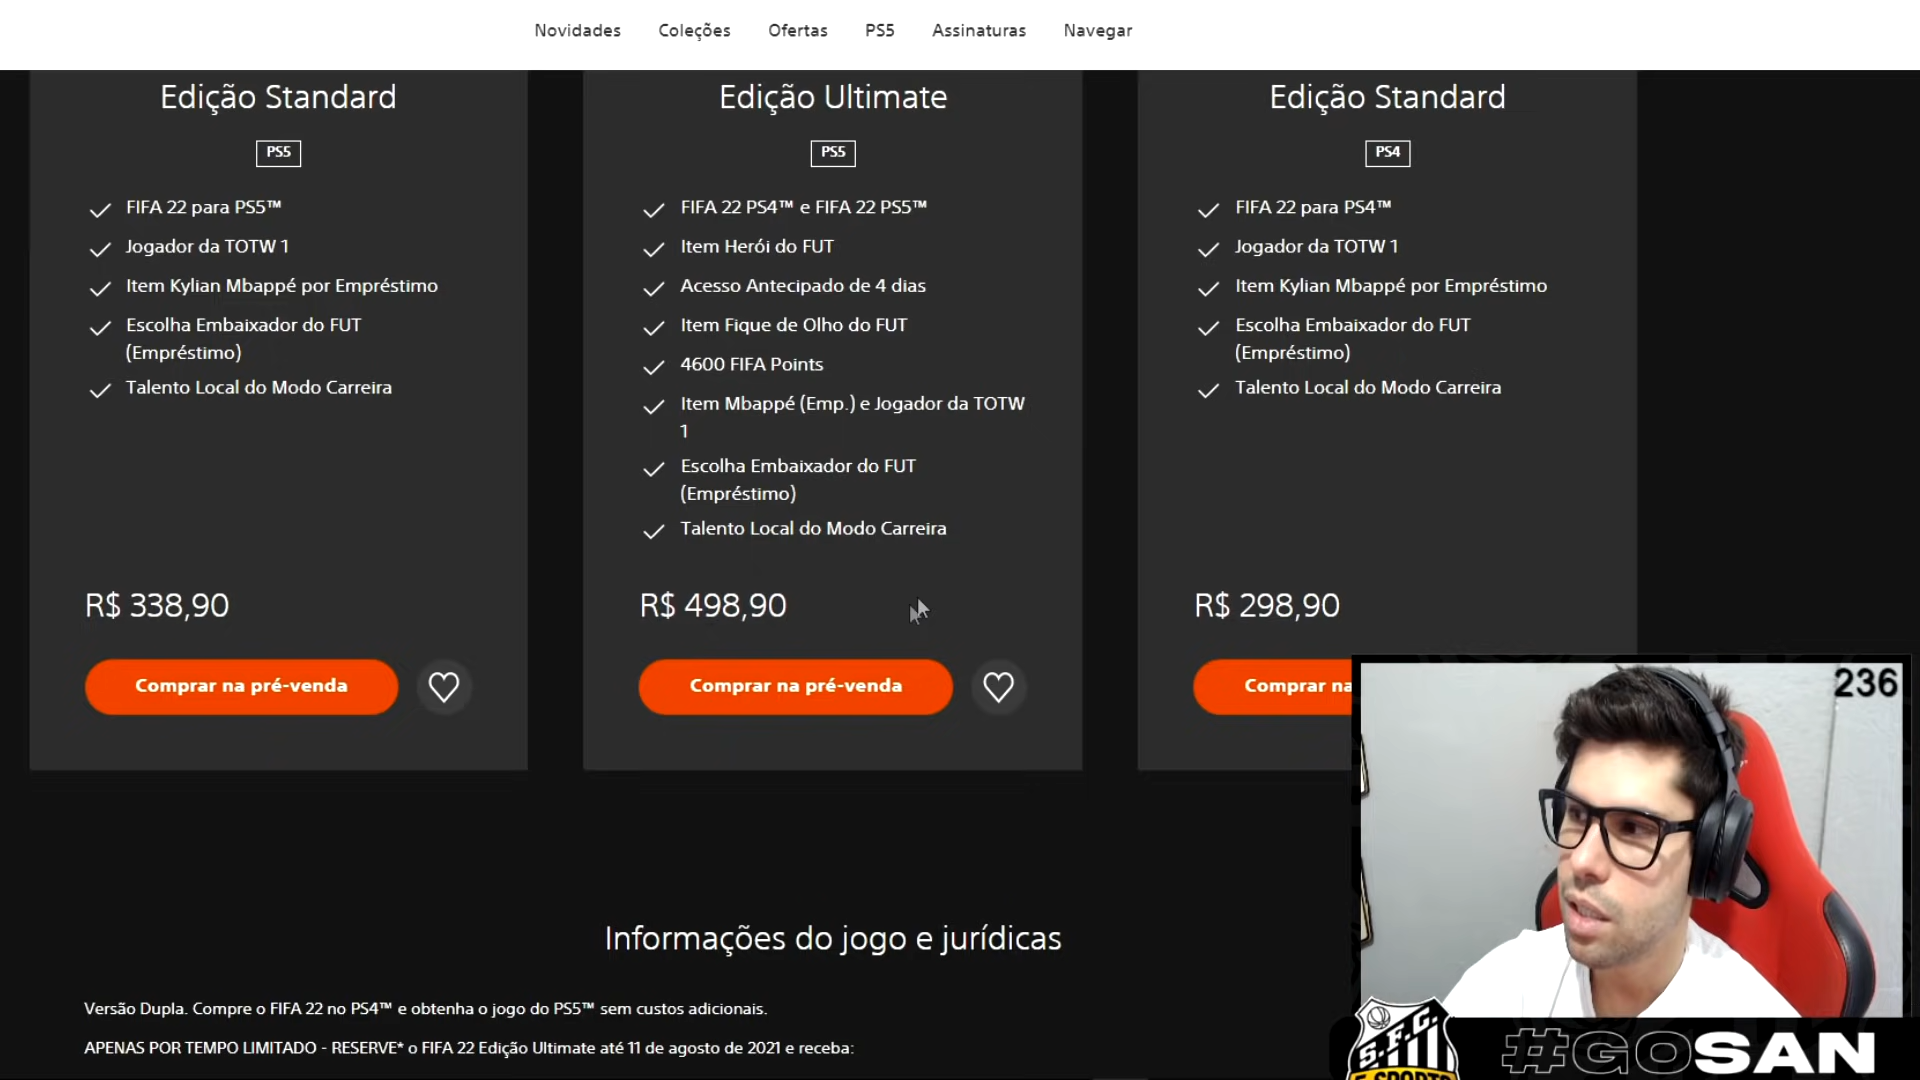 Novidades Coleções Ofertas PS5 Assinaturas Navegar
Edição Standard
PS5
FIFA 22 para PS5™
Jogador da TOTW 1
Item Kylian Mbappé por Empréstimo
Escolha Embaixador do FUT
(Empréstimo)
Talento Local do Modo Carreira
R$ 338,90
Comprar na pré-venda
Edição Ultimate
PS5
FIFA 22 PS4™ e FIFA 22 PS5™
Item Herói do FUT
Acesso Antecipado de 4 dias
Item Fique de Olho do FUT
4600 FIFA Points
Item Mbappé (Emp.) e Jogador da TOTW
1
Escolha Embaixador do FUT
(Empréstimo)
Talento Local do Modo Carreira
R$ 498,90
Comprar na pré-venda
Edição Standard
PS4
FIFA 22 para PS4™
Jogador da TOTW 1
Item Kylian Mbappé por Empréstimo
Escolha Embaixador do FUT
(Empréstimo)
Talento Local do Modo Carreira
R$ 298,90
Comprar na
236
Informações do jogo e jurídicas
Versão Dupla. Compre o FIFA 22 no PS4™ e obtenha o jogo do PS5™ sem custos adicionais.
APENAS POR TEMPO LIMITADO - RESERVE* o FIFA 22 Edição Ultimate até 11 de agosto de 2021 e receba:
S.F.C.
E-SPORTS
#GOSAN